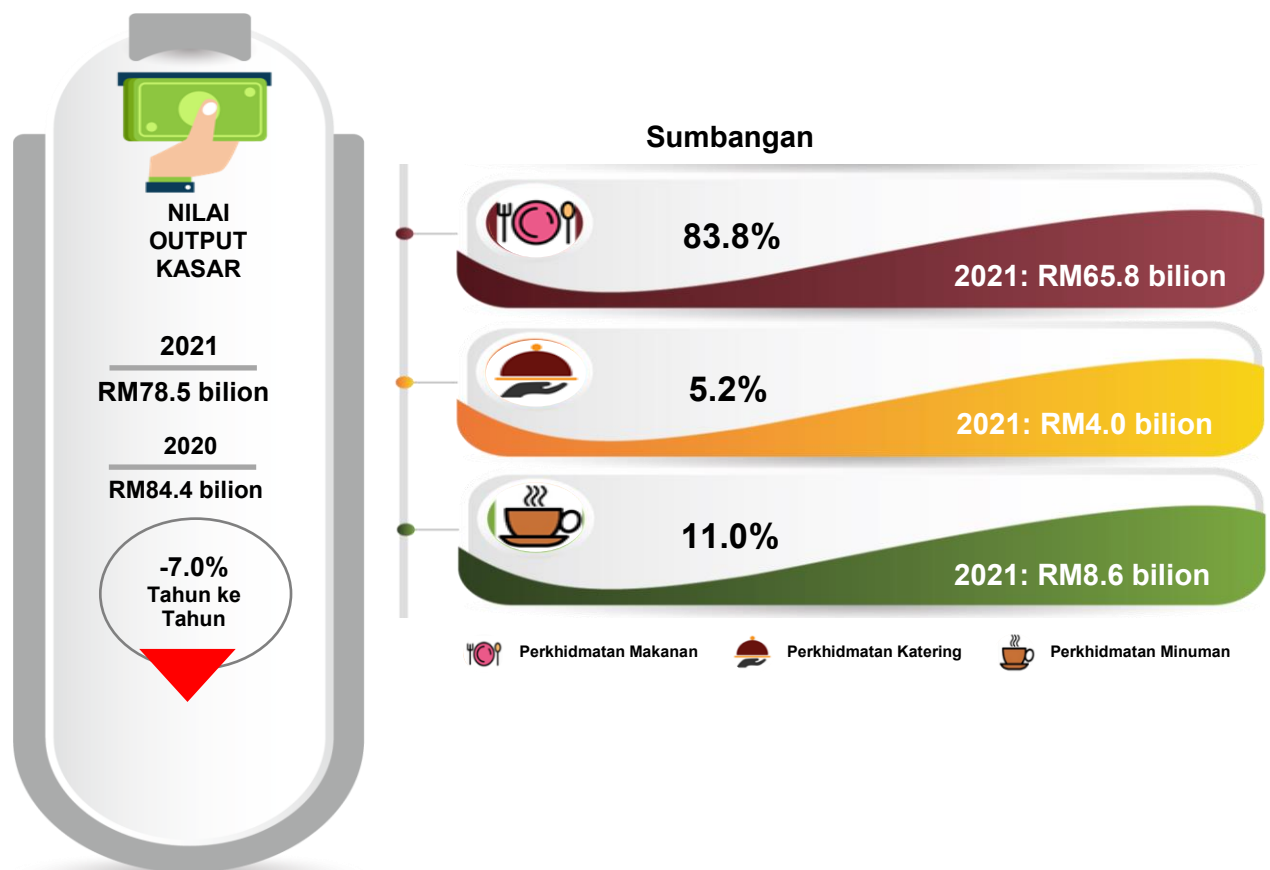 NILAI
OUTPUT
KASAR
2021
RM78.5 bilion
2020
RM84.4 bilion
-7.0%
Tahun ke
Tahun
Sumbangan
83.8%
2021: RM65.8 bilion
5.2%
2021: RM4.0 bilion
11.0%
2021: RM8.6 bilion
Perkhidmatan Makanan
Perkhidmatan Katering
Perkhidmatan Minuman